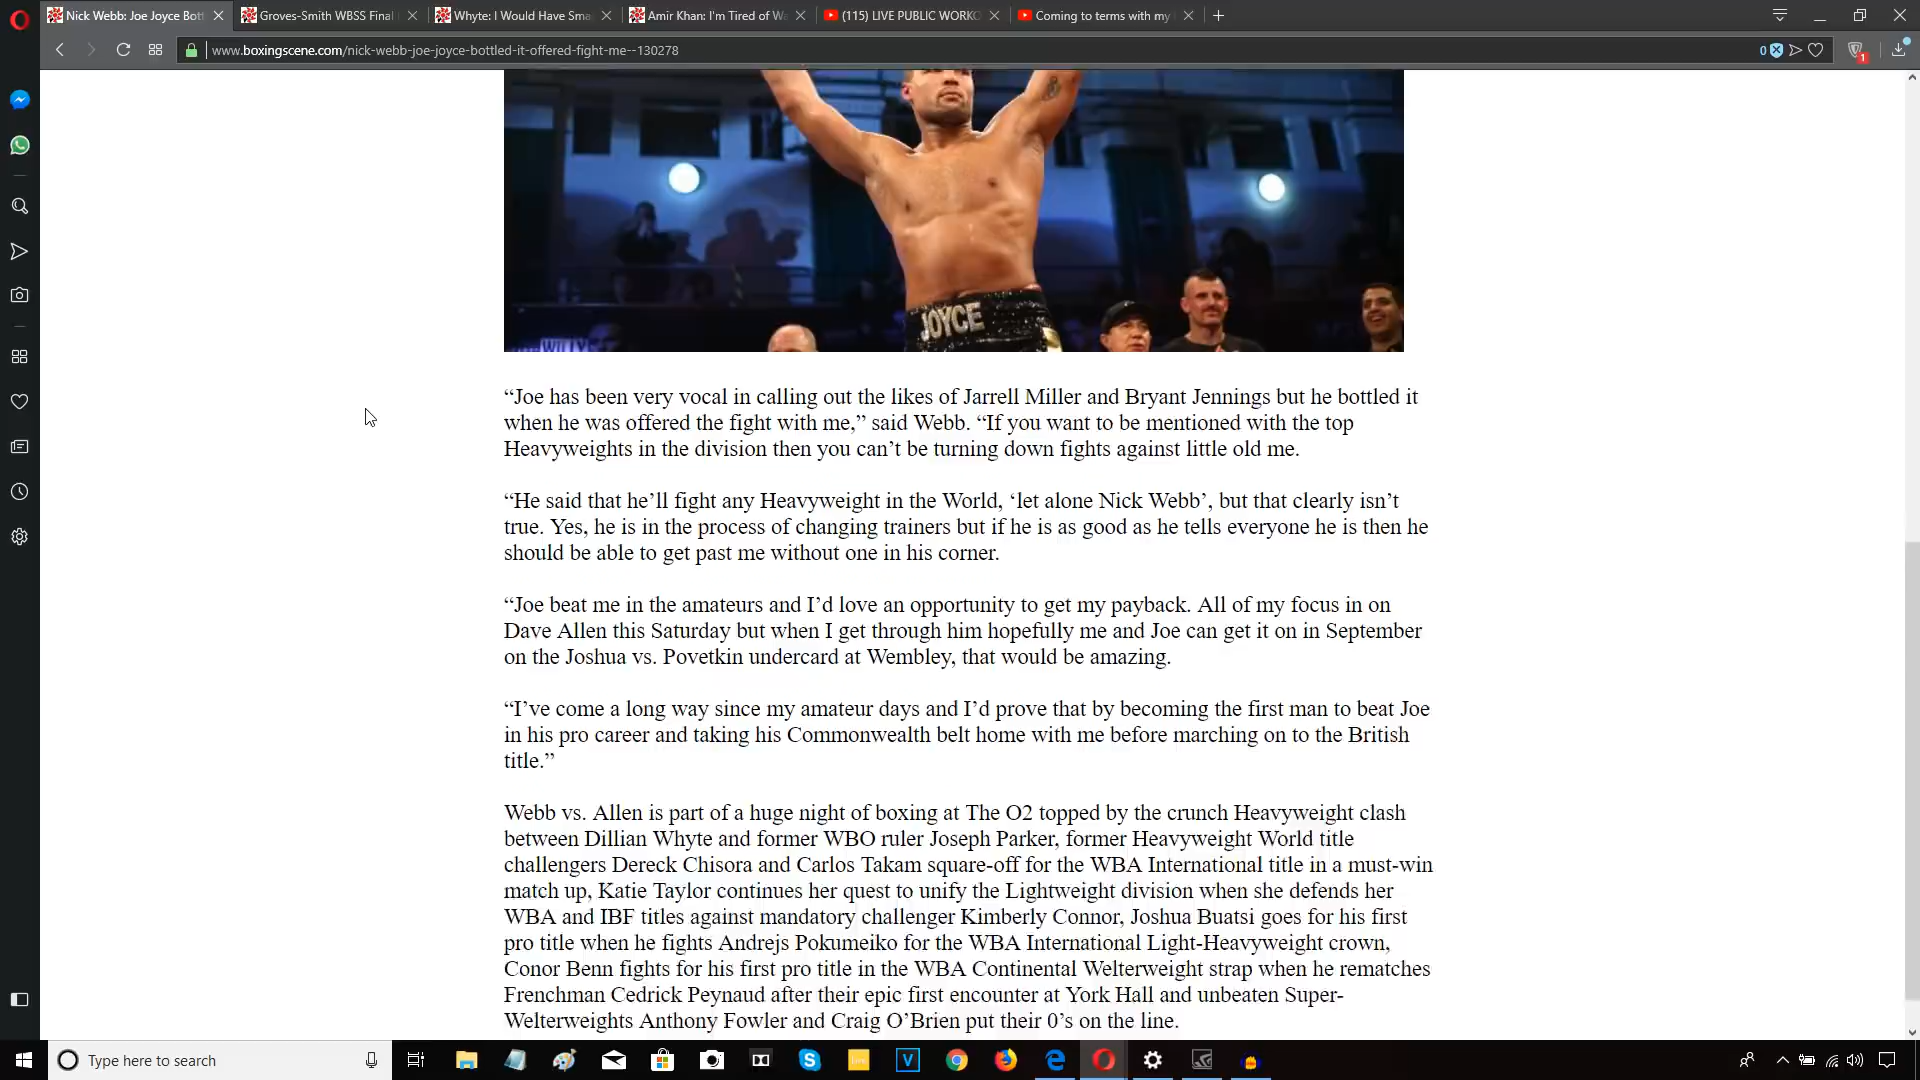 Nick Webb: Joe Joyce Bot
Groves-Smith WBSS Final
Whyte: I Would Have Sma
Amir Khan: I'm Tired of W
(115) LIVE PUBLIC WORKO
Coming to terms with my
www.boxingscene.com/nick-webb-joe-joyce-bottled-it-offered-fight-me--130278
0
1
JOYCE
“Joe has been very vocal in calling out the likes of Jarrell Miller and Bryant Jennings but he bottled it
when he was offered the fight with me,” said Webb. “If you want to be mentioned with the top
Heavyweights in the division then you can’t be turning down fights against little old me.
“He said that he’ll fight any Heavyweight in the World, ‘let alone Nick Webb’, but that clearly isn’t
true. Yes, he is in the process of changing trainers but if he is as good as he tells everyone he is then he
should be able to get past me without one in his corner.
“Joe beat me in the amateurs and I’d love an opportunity to get my payback. All of my focus in on
Dave Allen this Saturday but when I get through him hopefully me and Joe can get it on in September
on the Joshua vs. Povetkin undercard at Wembley, that would be amazing.
“I’ve come a long way since my amateur days and I’d prove that by becoming the first man to beat Joe
in his pro career and taking his Commonwealth belt home with me before marching on to the British
title.”
Webb vs. Allen is part of a huge night of boxing at The O2 topped by the crunch Heavyweight clash
between Dillian Whyte and former WBO ruler Joseph Parker, former Heavyweight World title
challengers Dereck Chisora and Carlos Takam square-off for the WBA International title in a must-win
match up, Katie Taylor continues her quest to unify the Lightweight division when she defends her
WBA and IBF titles against mandatory challenger Kimberly Connor, Joshua Buatsi goes for his first
pro title when he fights Andrejs Pokumeiko for the WBA International Light-Heavyweight crown,
Conor Benn fights for his first pro title in the WBA Continental Welterweight strap when he rematches
Frenchman Cedrick Peynaud after their epic first encounter at York Hall and unbeaten Super-
Welterweights Anthony Fowler and Craig O’Brien put their 0’s on the line.
Type here to search